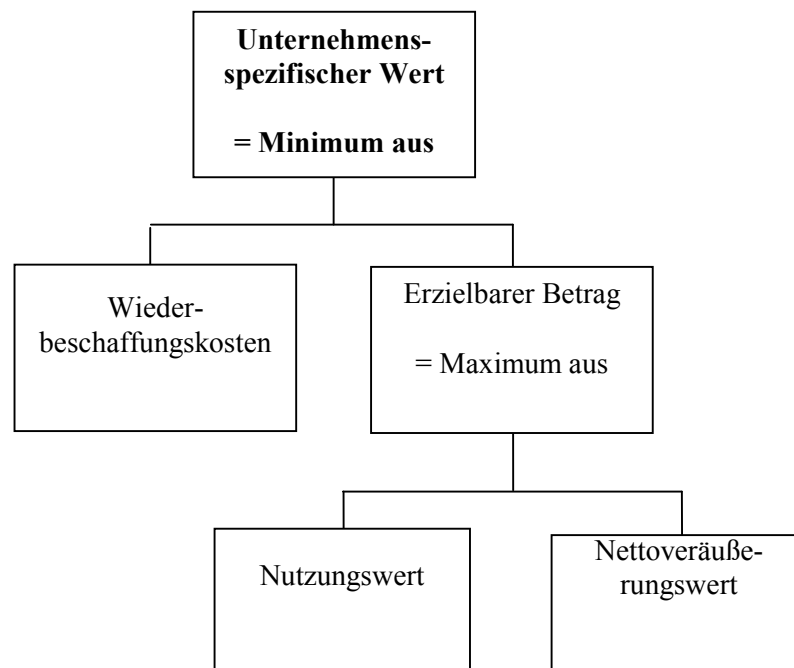 Unternehmens-
spezifischer Wert
= Minimum aus
Wieder-
beschaffungskosten
Erzielbarer Betrag
= Maximum aus
Nutzungswert
Nettoveräuße-
rungswert